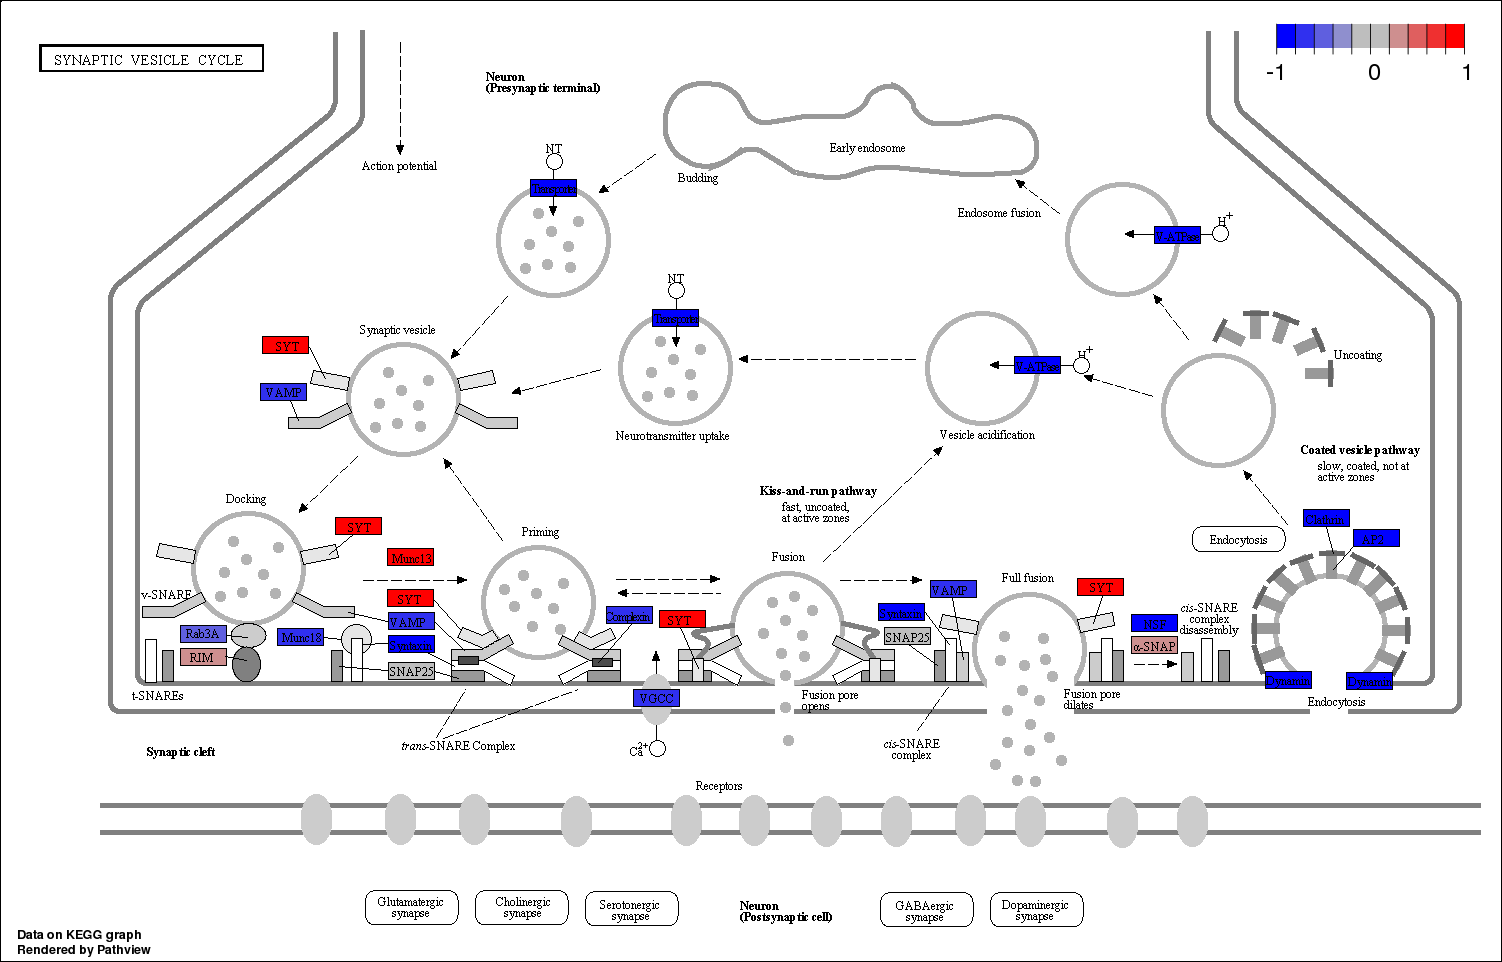 SYNAPTIC VESICLE CYCLE
-1 0 1
Neuron
(Presynaptic terminal)
Action potential
NT
Early endosome
Budding
Endosome fusion
H+
NT
Synaptic vesicle
SYT
VAMP
H+
Uncoating
Neurotransmitter uptake
Vesicle acidification
Coated vesicle pathway
slow, coated, not at
active zones
Kiss-and-run pathway
fast, uncoated,
at active zones
Docking
SYT
Priming
Munc13
Fusion
Endocytosis
Clathrin
AP2
Full fusion
v-SNARE
SYT
VAMP
Complexin
SYT
VAMP
SYT
Rab3A
Munc18
Syntaxin
Syntaxin
SNAP25
NSF
cis-SNARE
complex
disassembly
RIM
SNAP25
α-SNAP
t-SNAREs
VGCC
Fusion pore
opens
Fusion pore
dilates
Dynamin
Dynamin
Endocytosis
Synaptic cleft
trans-SNARE Complex
Ca2+
cis-SNARE
complex
Receptors
Glutamatergic
synapse
Cholinergic
synapse
Serotonergic
synapse
Neuron
(Postsynaptic cell)
GABAergic
synapse
Dopaminergic
synapse
Data on KEGG graph
Rendered by Pathview